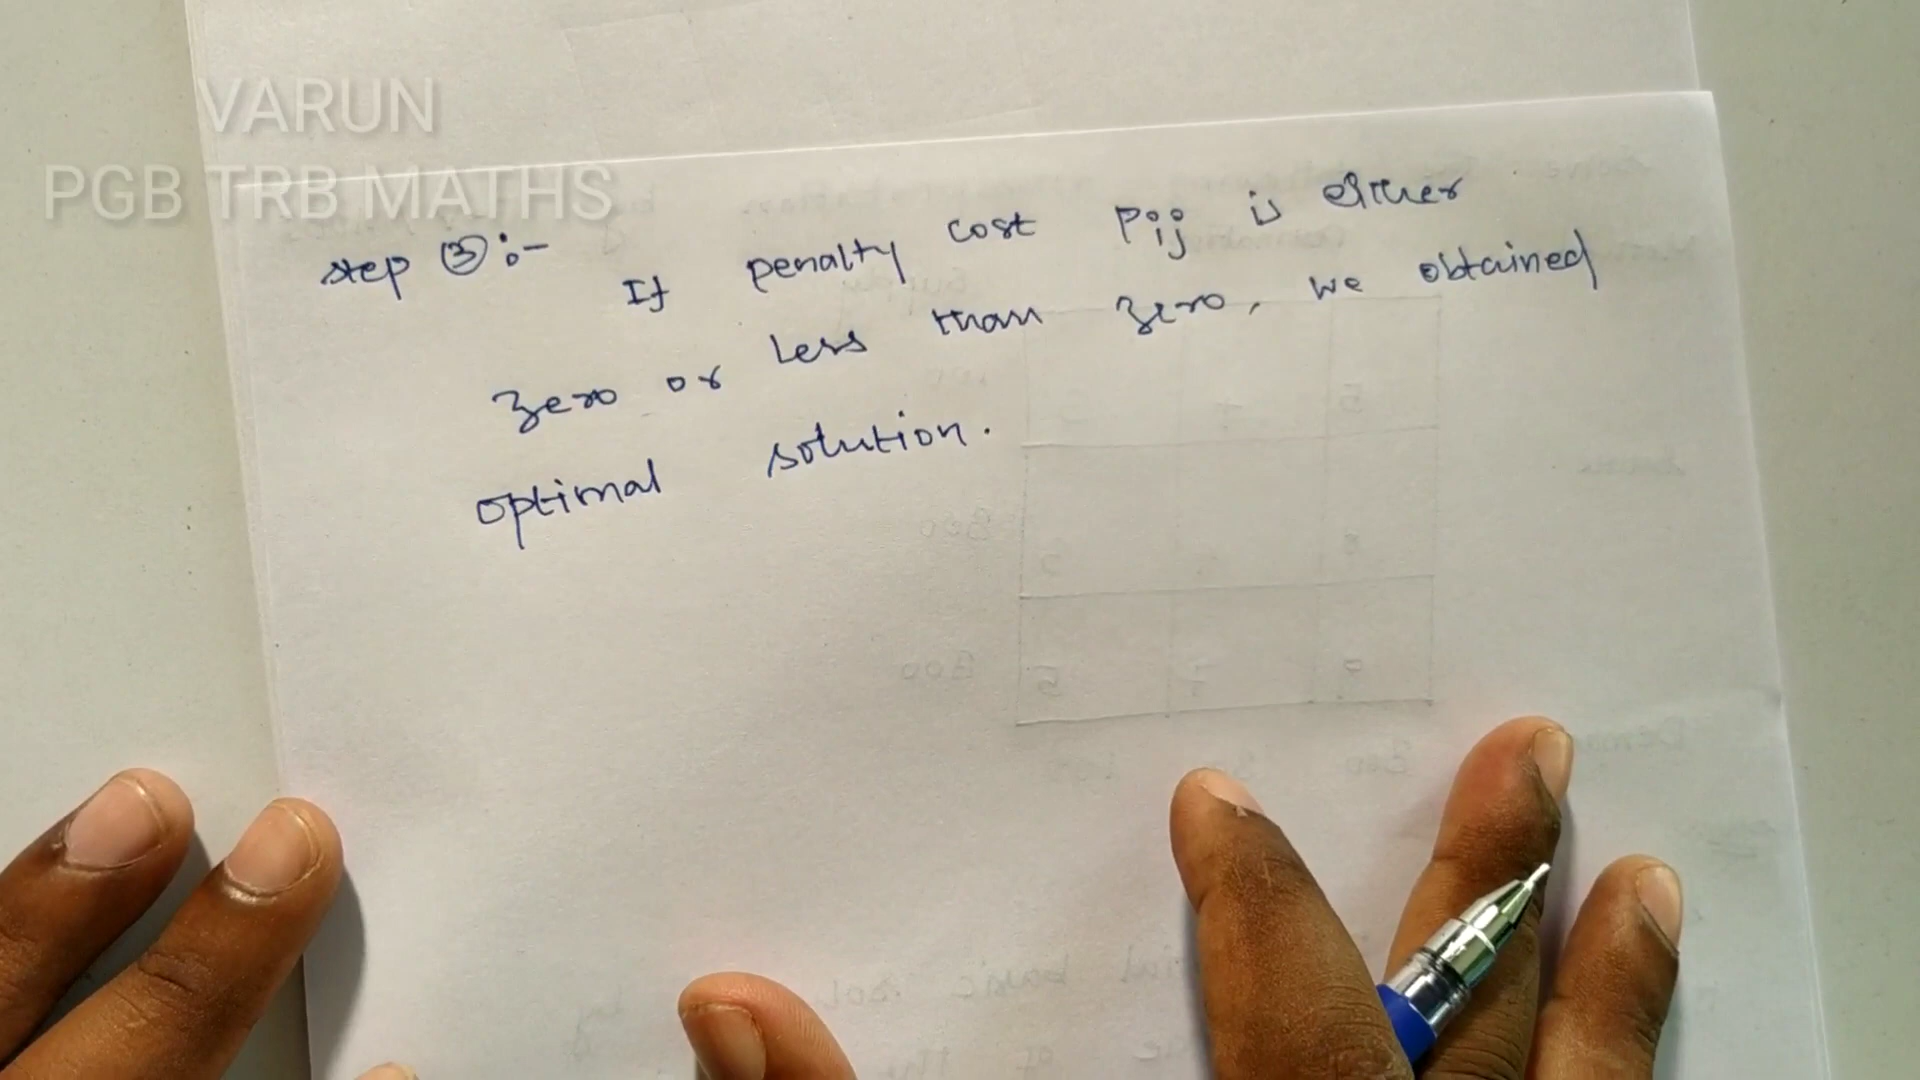 VARUN
PGB TRB MATHS
step ③:-
If penalty cost Pij is either
zero or less than zero, we obtained
optimal solution.